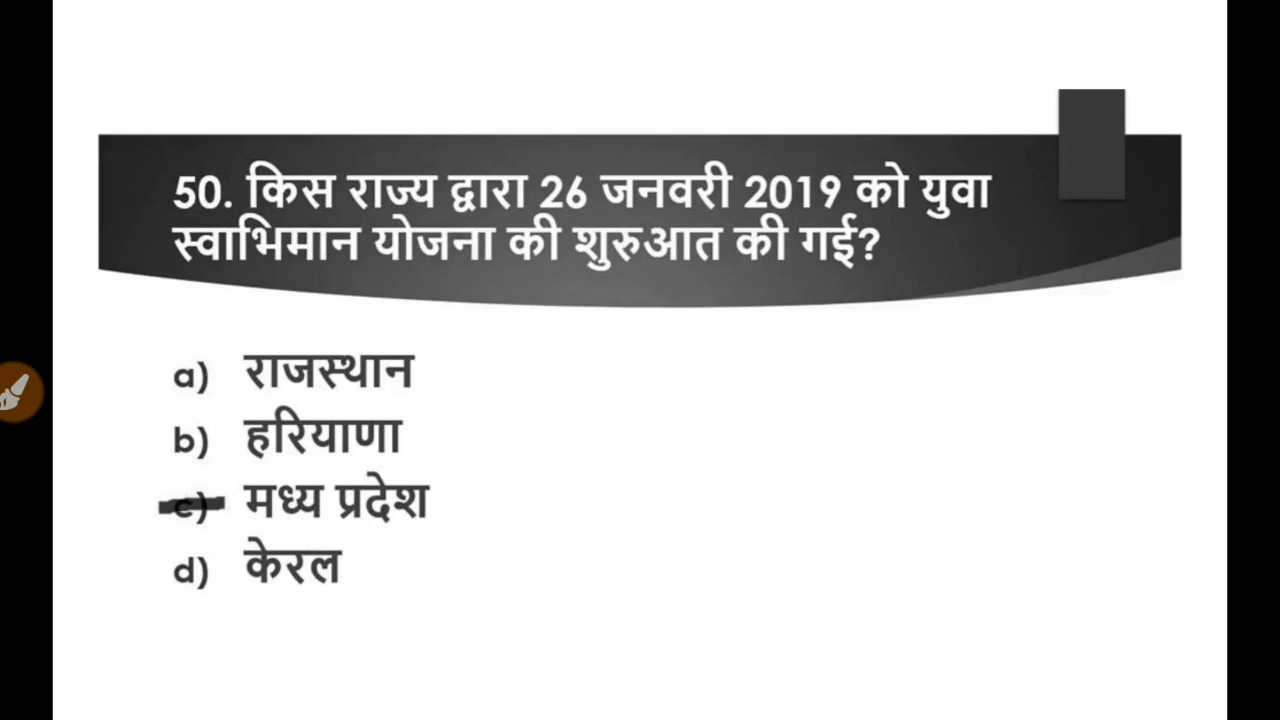 50. किस राज्य द्वारा 26 जनवरी 2019 को युवा
स्वाभिमान योजना की शुरुआत की गई?
a) राजस्थान
b) हरियाणा
c) मध्य प्रदेश
d) केरल